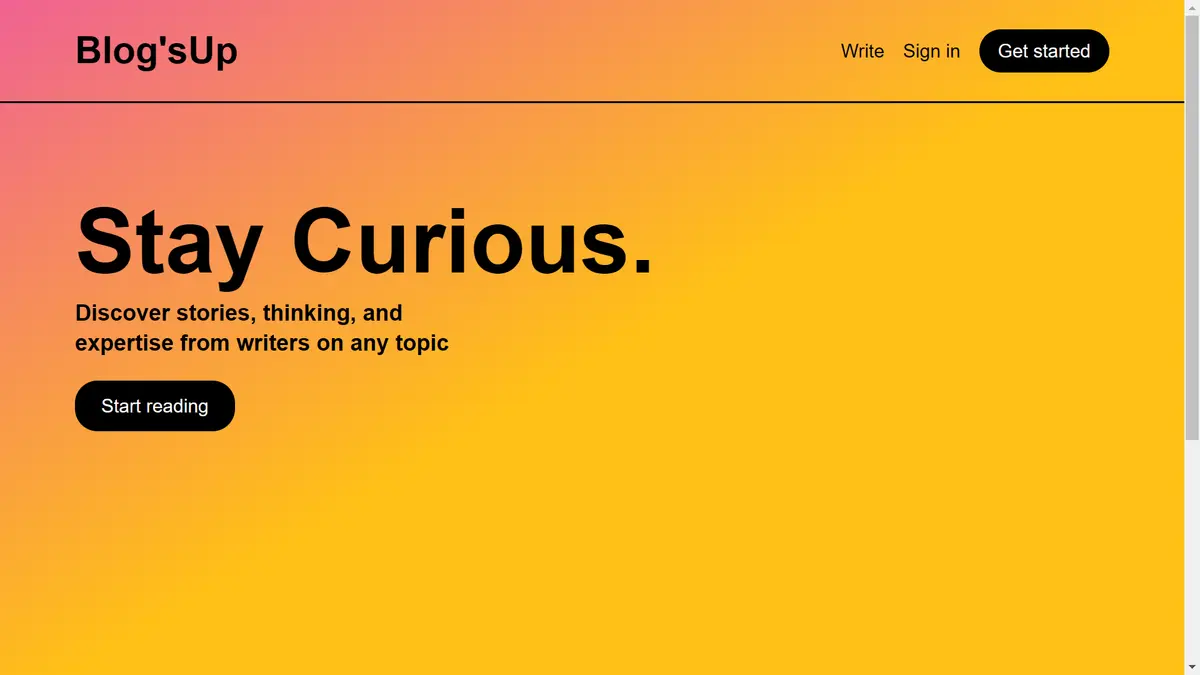 Blog'sUp
Write
Sign in
Get started
Stay Curious.
Discover stories, thinking, and
expertise from writers on any topic
Start reading